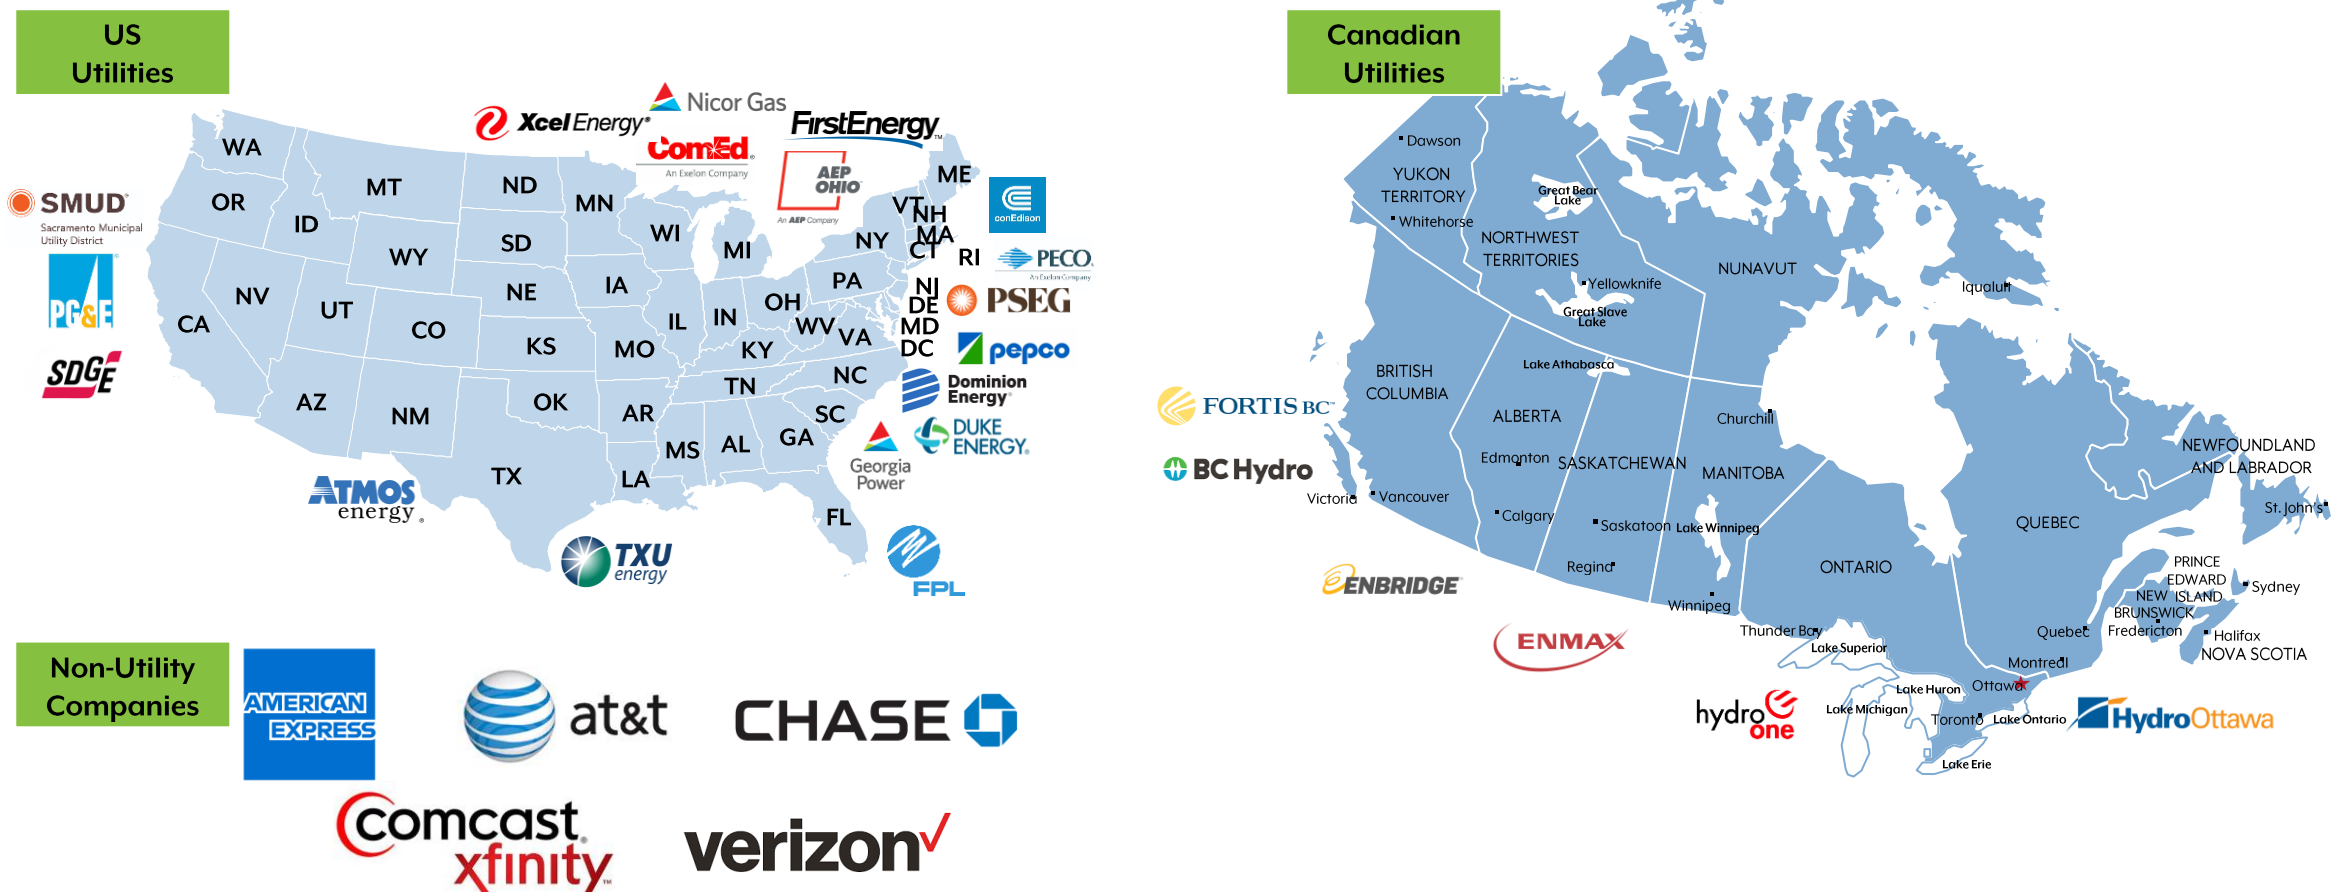 US
Utilities
WA
OR
CA
NV
ID
MT
WY
UT
AZ
CO
NM
ND
SD
NE
KS
OK
TX
MN
IA
MO
AR
LA
WI
IL
MS
MI
IN
KY
TN
AL
OH
WV
VA
NC
SC
GA
FL
PA
NY
VT
NH
MA
CT
RI
ME
NJ
DE
MD
DC
SMUD
Sacramento Municipal
Utility District
PG&E
SDGE
Xcel Energy®
Nicor Gas
ComEd®
An Exelon Company
FirstEnergy™
AEP
OHIO
An AEP Company
conEdison
PECO
An Exelon Company
PSEG
pepco
Dominion
Energy®
DUKE
ENERGY®
Georgia
Power
ATMOS
energy®
TXU
energy
FPL
Non-Utility
Companies
AMERICAN
EXPRESS
at&t
CHASE
Comcast®
xfinity™
verizon
Canadian
Utilities
Dawson
YUKON
TERRITORY
Whitehorse
Great Bear
Lake
NORTHWEST
TERRITORIES
Yellowknife
Great Slave
Lake
NUNAVUT
Iqaluit
Lake Athabasca
BRITISH
COLUMBIA
ALBERTA
Edmonton
Calgary
SASKATCHEWAN
Saskatoon
Regina
Churchill
MANITOBA
Lake Winnipeg
Winnipeg
Victoria
Vancouver
ONTARIO
Thunder Bay
Lake Superior
Lake Huron
Lake Michigan
Ottawa
Toronto
Lake Ontario
Lake Erie
QUEBEC
Quebec
Montreal
NEWFOUNDLAND
AND LABRADOR
St. John's
PRINCE
EDWARD
ISLAND
NEW
BRUNSWICK
Fredericton
Sydney
Halifax
NOVA SCOTIA
FORTIS BC™
BC Hydro
ENBRIDGE
ENMAX
hydro
one
HydroOttawa